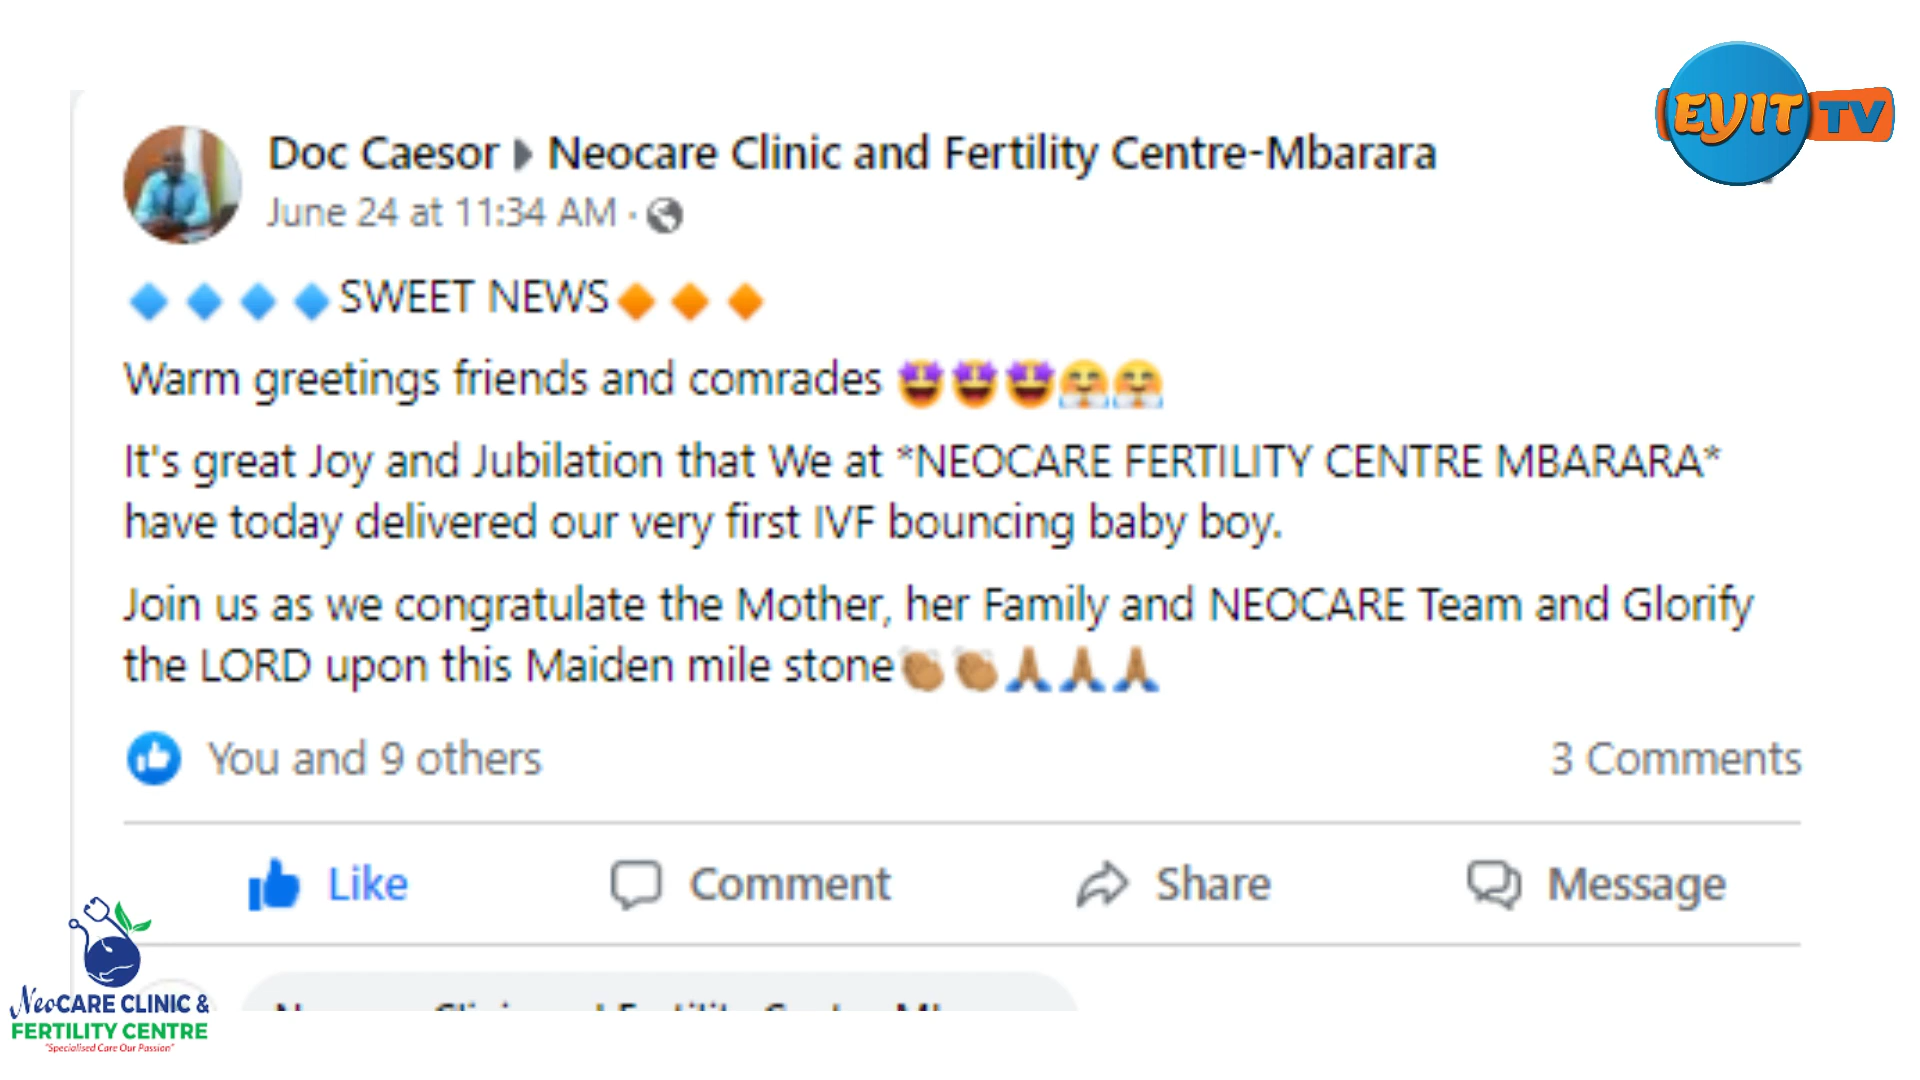 EVIT TV
Doc Caesor Neocare Clinic and Fertility Centre-Mbarara
June 24 at 11:34 AM ·
🔹🔹🔹🔹SWEET NEWS🔸🔸🔸
Warm greetings friends and comrades 🤩🤩🤩🤗🤗
It's great Joy and Jubilation that We at *NEOCARE FERTILITY CENTRE MBARARA*
have today delivered our very first IVF bouncing baby boy.
Join us as we congratulate the Mother, her Family and NEOCARE Team and Glorify
the LORD upon this Maiden mile stone👏🏽👏🏽🙏🏽🙏🏽🙏🏽
You and 9 others 3 Comments
Like Comment Share Message
NeoCARE CLINIC &
FERTILITY CENTRE
"Specialised Care Our Passion"